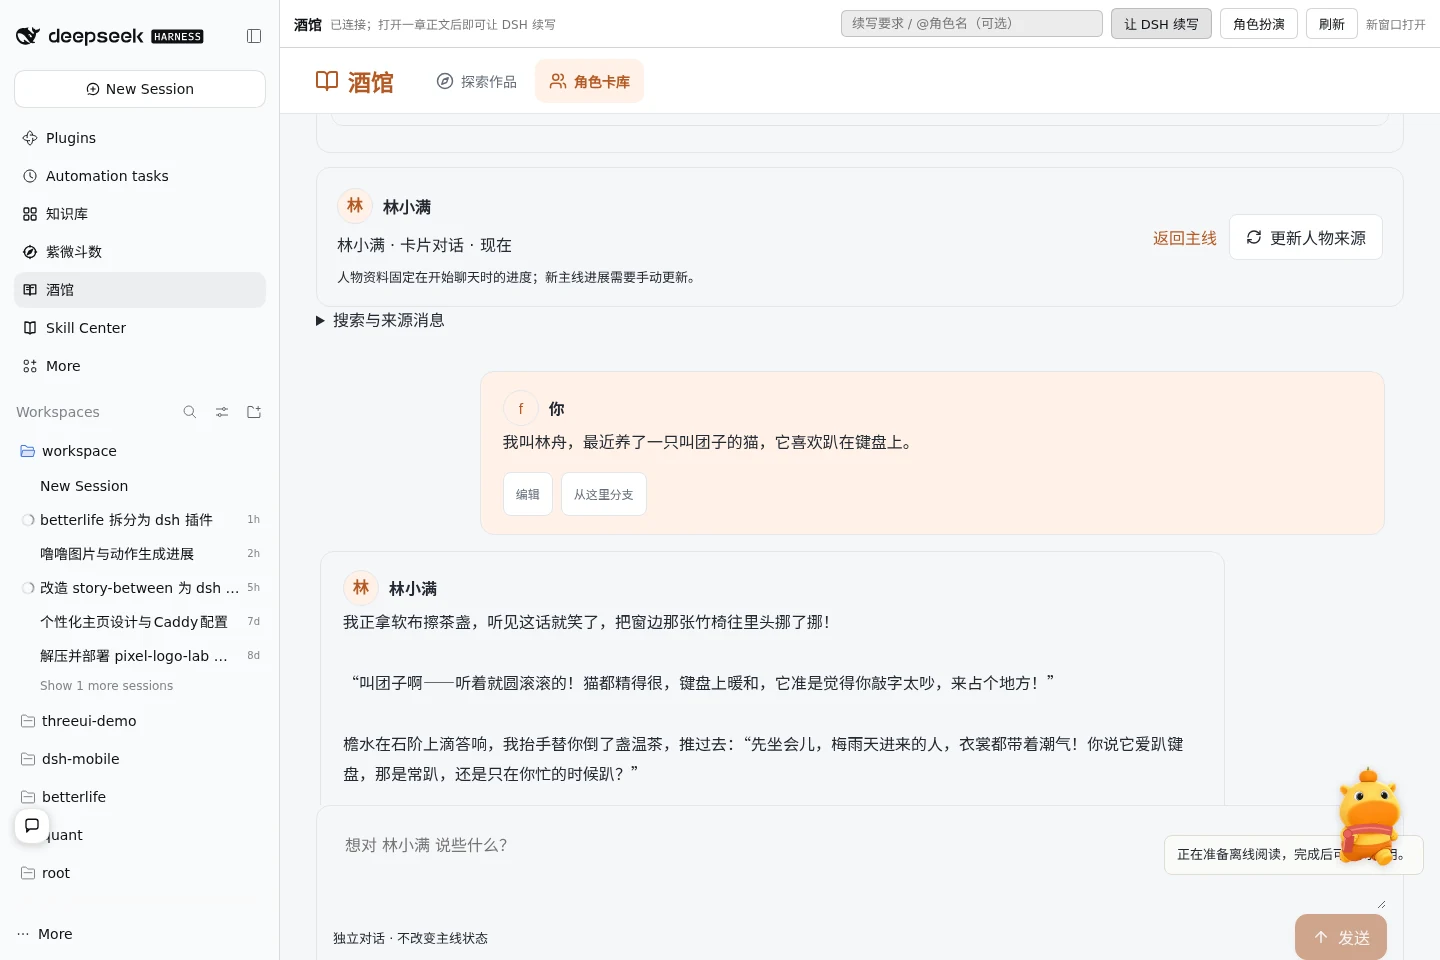 deepseek HARNESS
New Session
Plugins
Automation tasks
知识库
紫微斗数
酒馆
Skill Center
More
Workspaces
workspace
New Session
betterlife 拆分为 dsh 插件 1h
噜噜图片与动作生成进展 2h
改造 story-between 为 dsh ... 5h
个性化主页设计与Caddy配置 7d
解压并部署 pixel-logo-lab ... 8d
Show 1 more sessions
threeui-demo
dsh-mobile
betterlife
quant
root
··· More
酒馆 已连接；打开一章正文后即可让 DSH 续写
续写要求 / @角色名（可选）
让 DSH 续写
角色扮演
刷新
新窗口打开
酒馆
探索作品
角色卡库
林 林小满
林小满 · 卡片对话 · 现在
人物资料固定在开始聊天时的进度；新主线进展需要手动更新。
返回主线
更新人物来源
▶ 搜索与来源消息
f 你
我叫林舟，最近养了一只叫团子的猫，它喜欢趴在键盘上。
编辑
从这里分支
林 林小满
我正拿软布擦茶盏，听见这话就笑了，把窗边那张竹椅往里头挪了挪！
“叫团子啊——听着就圆滚滚的！猫都精得很，键盘上暖和，它准是觉得你敲字太吵，来占个地方！”
檐水在石阶上滴答响，我抬手替你倒了盏温茶，推过去：“先坐会儿，梅雨天进来的人，衣裳都带着潮气！你说它爱趴键
盘，那是常趴，还是只在你忙的时候趴？”
想对 林小满 说些什么？
正在准备离线阅读，完成后可
用。
独立对话 · 不改变主线状态
发送